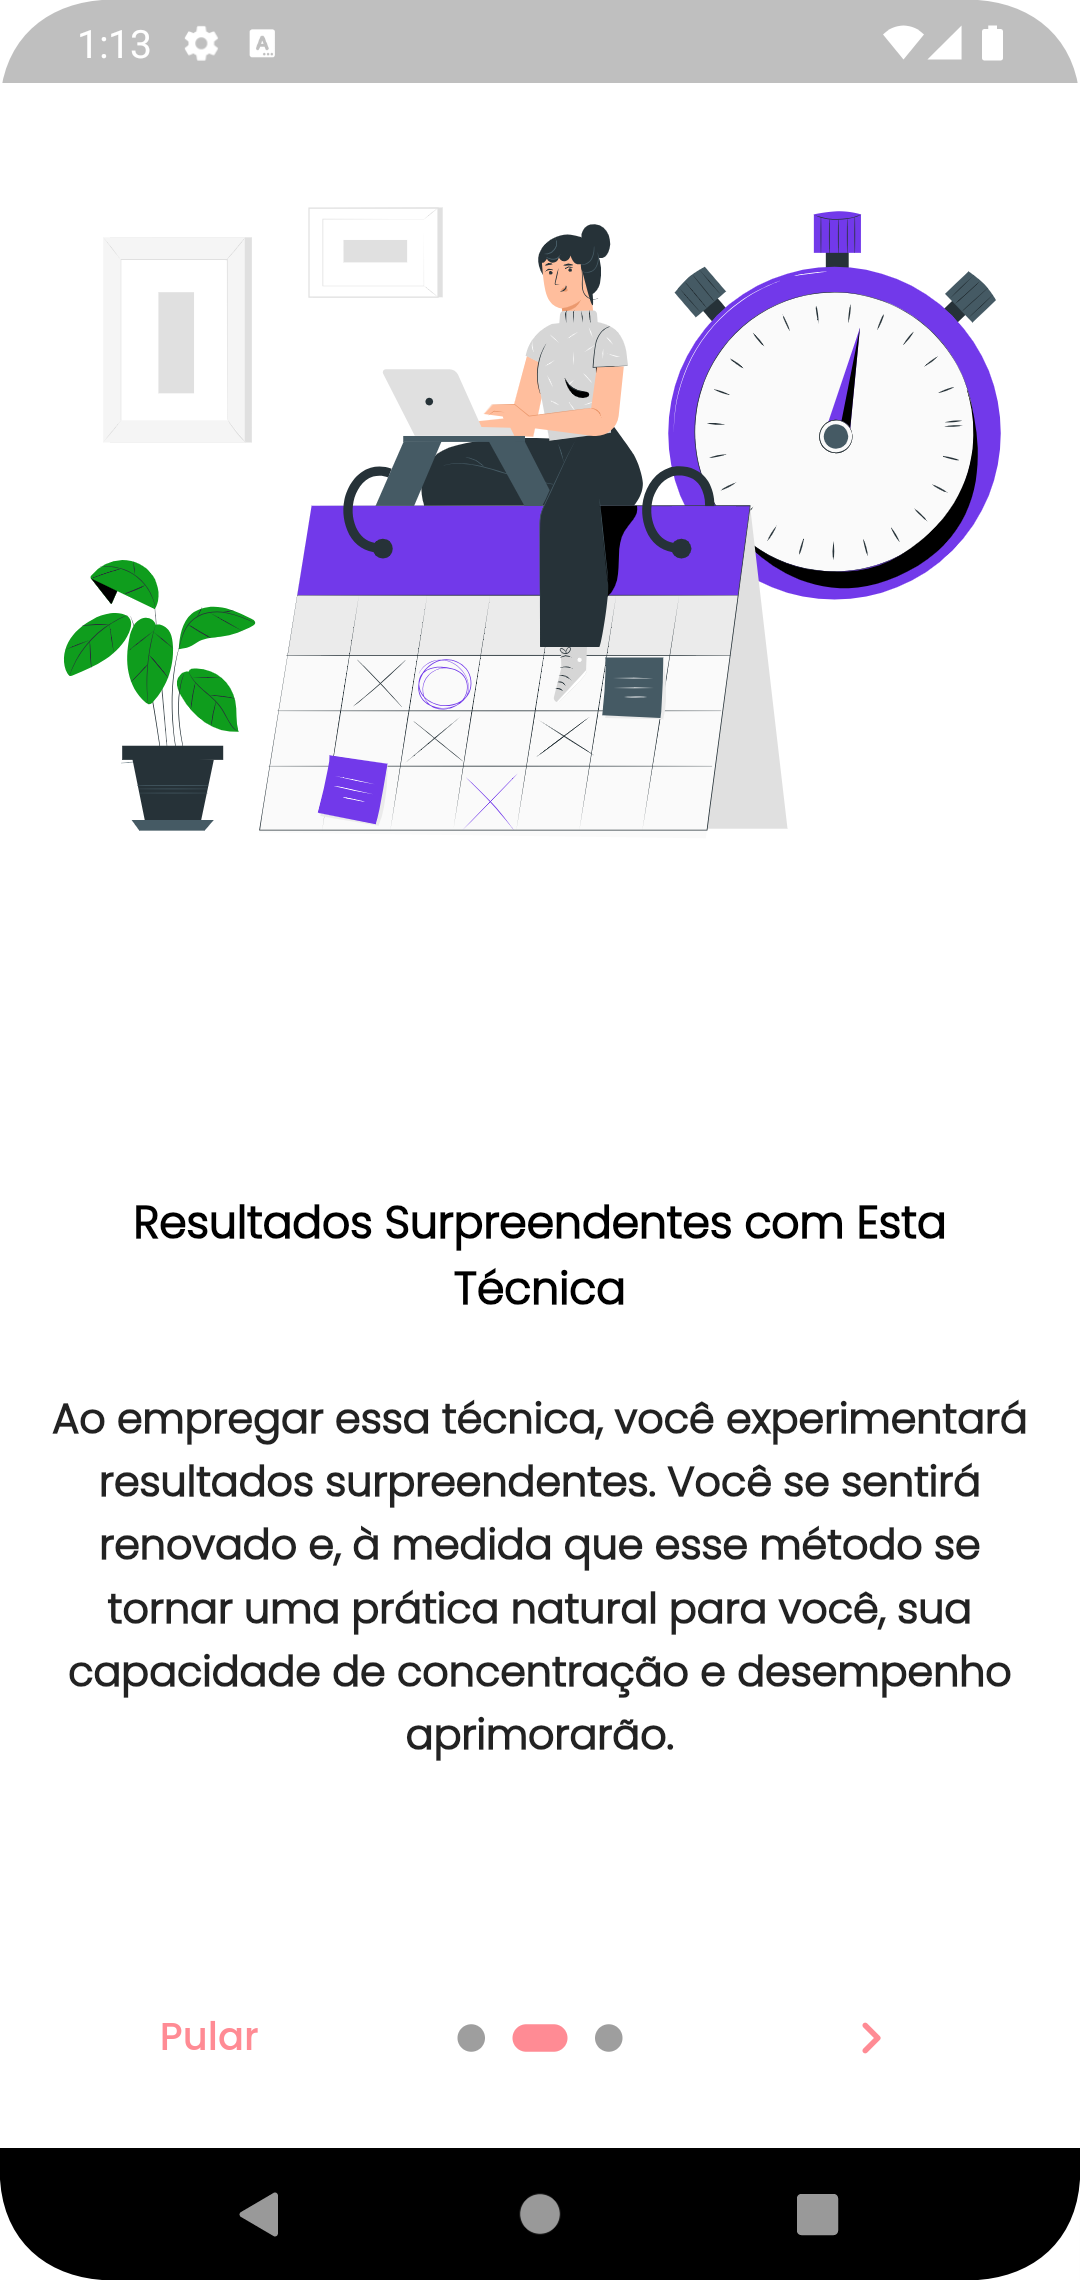 1:13
Resultados Surpreendentes com Esta
Técnica
Ao empregar essa técnica, você experimentará
resultados surpreendentes. Você se sentirá
renovado e, à medida que esse método se
tornar uma prática natural para você, sua
capacidade de concentração e desempenho
aprimorarão.
Pular